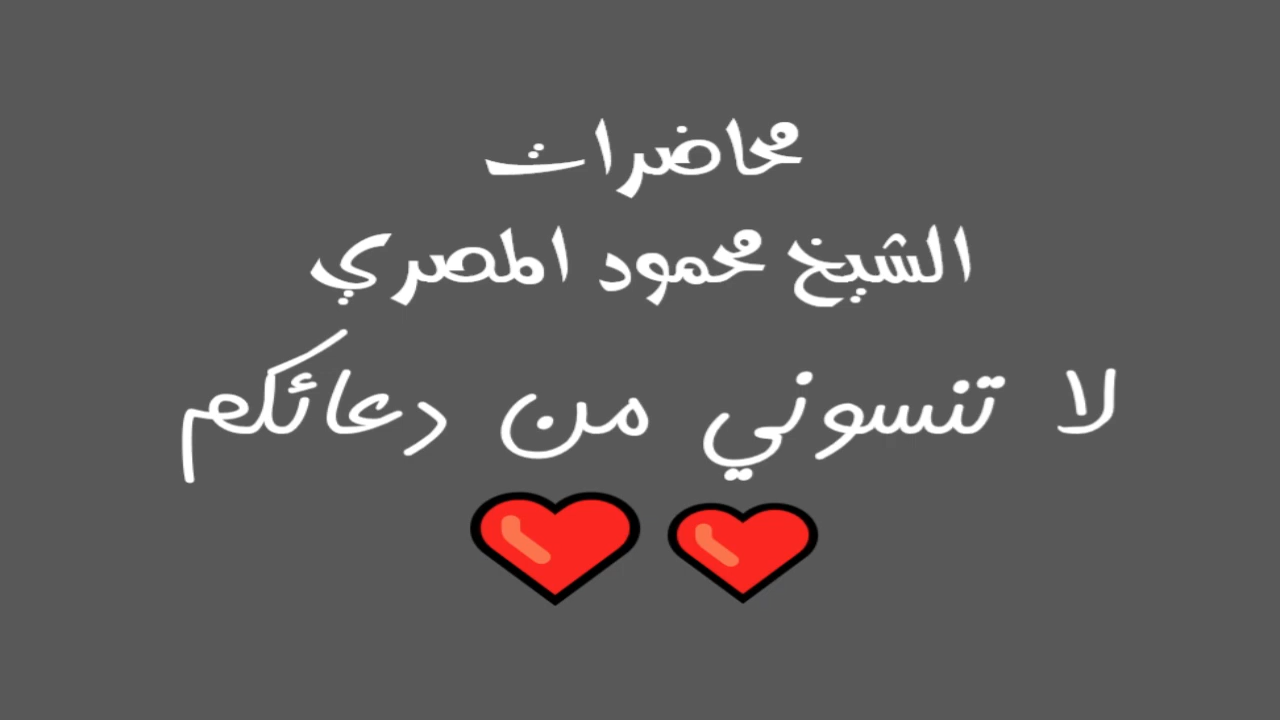 محاضرات
الشيخ محمود المصري
لا تنسوني من دعائكم